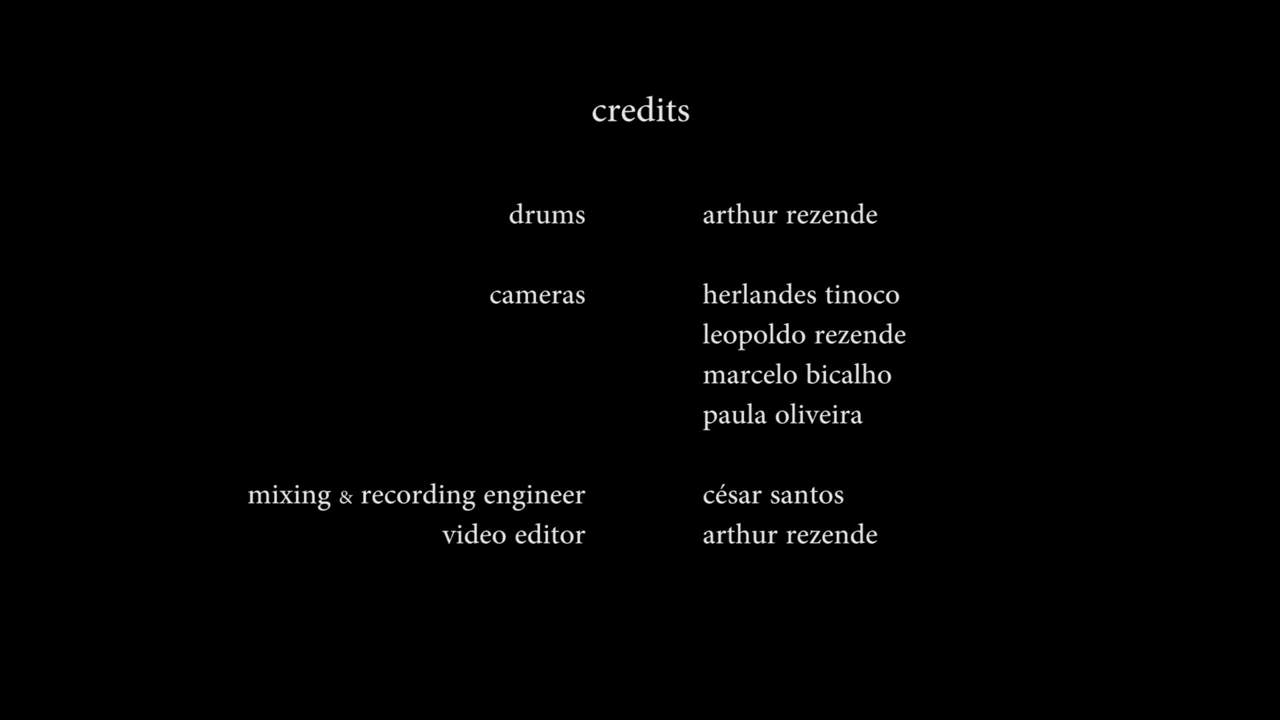 credits
drums arthur rezende
cameras herlandes tinoco
leopoldo rezende
marcelo bicalho
paula oliveira
mixing & recording engineer césar santos
video editor arthur rezende